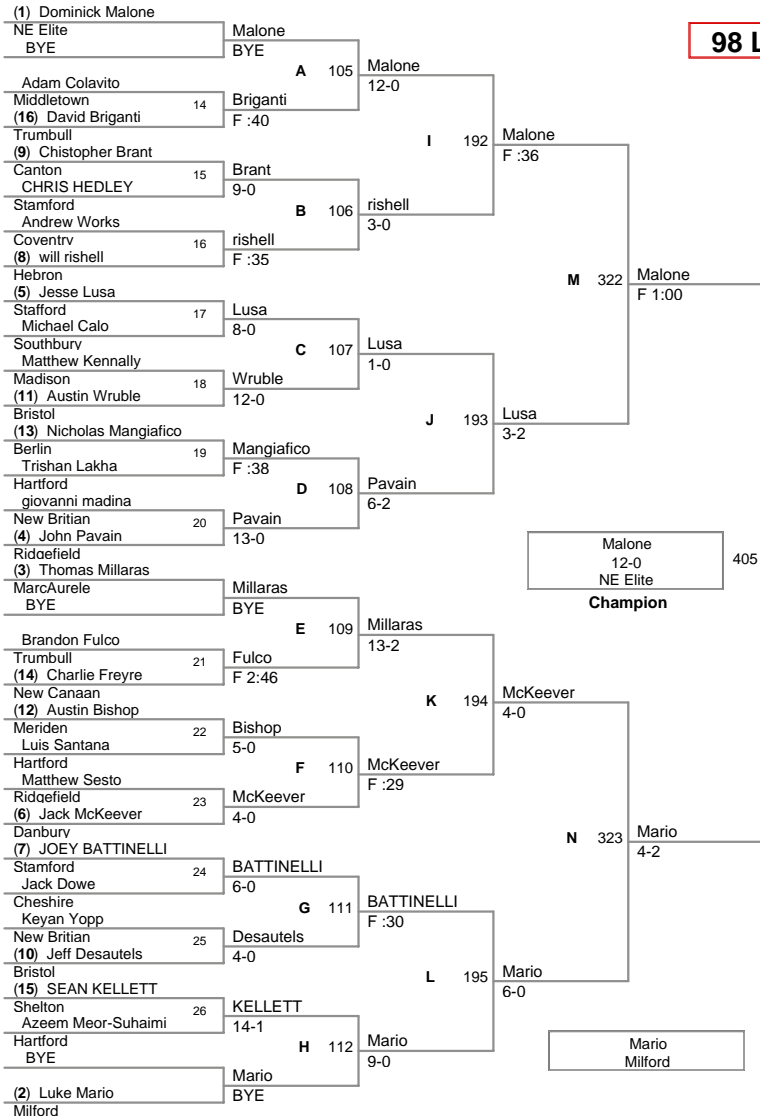 (1) Dominick Malone
NE Elite
BYE
Adam Colavito
Middletown
14
(16) David Briganti
Trumbull
(9) Chistopher Brant
Canton
15
CHRIS HEDLEY
Stamford
Andrew Works
Coventry
16
(8) will rishell
Hebron
(5) Jesse Lusa
Stafford
17
Michael Calo
Southbury
Matthew Kennally
Madison
18
(11) Austin Wruble
Bristol
(13) Nicholas Mangiafico
Berlin
19
Trishan Lakha
Hartford
giovanni madina
New Britian
20
(4) John Pavain
Ridgefield
(3) Thomas Millaras
MarcAurele
BYE
Brandon Fulco
Trumbull
21
(14) Charlie Freyre
New Canaan
(12) Austin Bishop
Meriden
22
Luis Santana
Hartford
Matthew Sesto
Ridgefield
23
(6) Jack McKeever
Danbury
(7) JOEY BATTINELLI
Stamford
24
Jack Dowe
Cheshire
Keyan Yopp
New Britian
25
(10) Jeff Desautels
Bristol
(15) SEAN KELLETT
Shelton
26
Azeem Meor-Suhaimi
Hartford
BYE
(2) Luke Mario
Milford
Malone
BYE
A 105
Briganti
F :40
Brant
9-0
B 106
rishell
F :35
Lusa
8-0
C 107
Wruble
12-0
Mangiafico
F :38
D 108
Pavain
13-0
Millaras
BYE
E 109
Fulco
F 2:46
Bishop
5-0
F 110
McKeever
4-0
BATTINELLI
6-0
G 111
Desautels
4-0
KELLETT
14-1
H 112
Mario
BYE
Malone
12-0
I 192
rishell
3-0
Lusa
1-0
J 193
Pavain
6-2
Millaras
13-2
K 194
McKeever
F :29
BATTINELLI
F :30
L 195
Mario
9-0
Malone
F :36
M 322
Lusa
3-2
McKeever
4-0
N 323
Mario
6-0
98 L
Malone
F 1:00
Malone
12-0
NE Elite
405
Champion
Mario
4-2
Mario
Milford